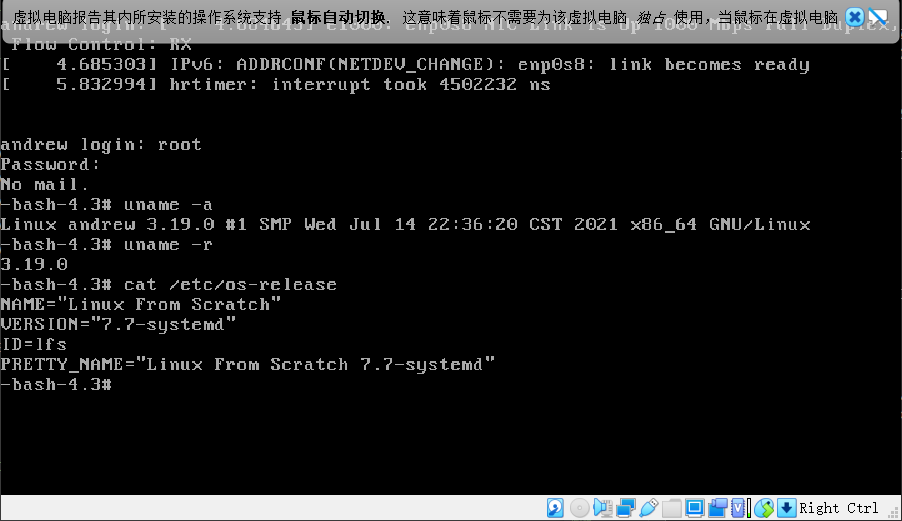 虚拟电脑报告其内所安装的操作系统支持 鼠标自动切换. 这意味着鼠标不需要为该虚拟电脑 独占 使用，当鼠标在虚拟电脑
Flow Control: RX
[    4.685303] IPv6: ADDRCONF(NETDEV_CHANGE): enp0s8: link becomes ready
[    5.832994] hrtimer: interrupt took 4502232 ns
andrew login: root
Password:
No mail.
-bash-4.3# uname -a
Linux andrew 3.19.0 #1 SMP Wed Jul 14 22:36:20 CST 2021 x86_64 GNU/Linux
-bash-4.3# uname -r
3.19.0
-bash-4.3# cat /etc/os-release
NAME="Linux From Scratch"
VERSION="7.7-systemd"
ID=lfs
PRETTY_NAME="Linux From Scratch 7.7-systemd"
-bash-4.3#
Right Ctrl